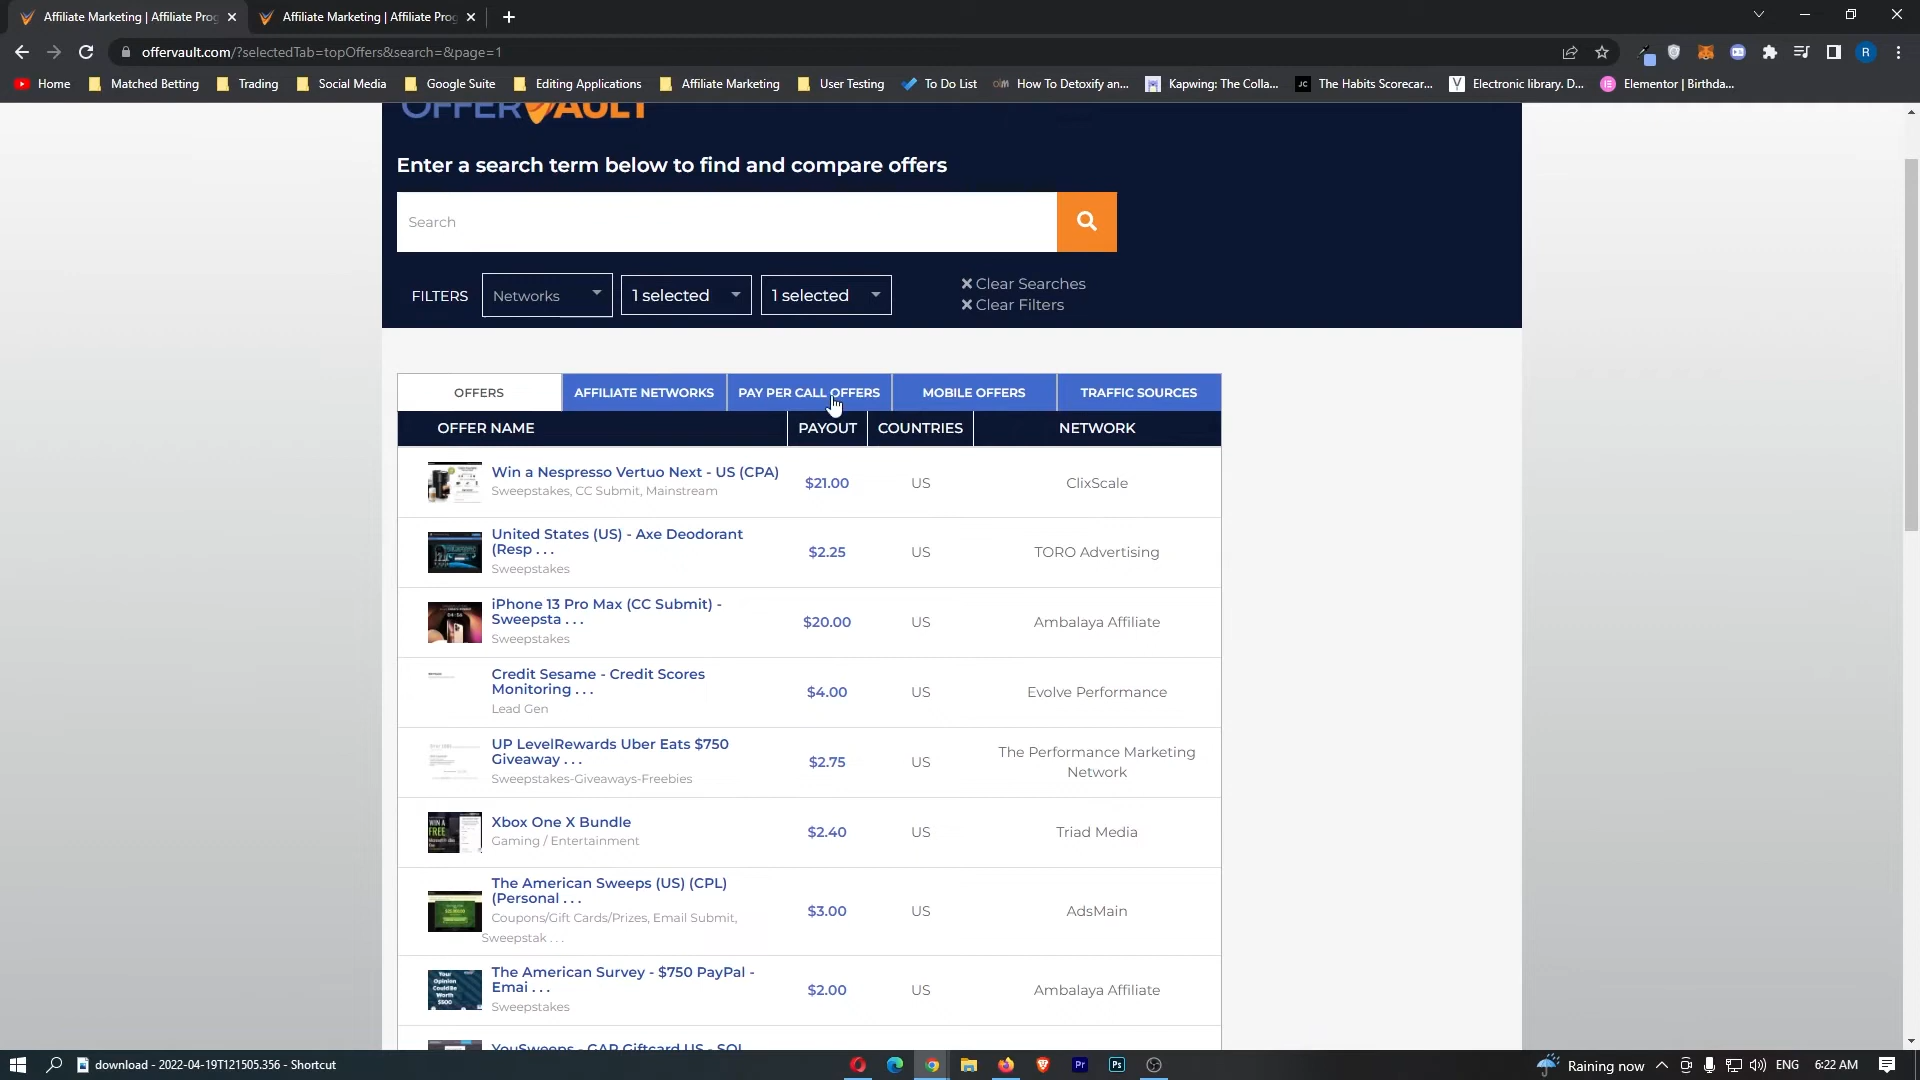 Affiliate Marketing | Affiliate Prog
Affiliate Marketing | Affiliate Prog
offervault.com/?selectedTab=topOffers&search=&page=1
R
Home
Matched Betting
Trading
Social Media
Google Suite
Editing Applications
Affiliate Marketing
User Testing
To Do List
How To Detoxify an...
Kapwing: The Colla...
JC
The Habits Scorecar...
Electronic library. D...
Elementor | Birthda...
OFFERVAULT
Enter a search term below to find and compare offers
Search
FILTERS
Networks
1 selected
1 selected
Clear Searches
Clear Filters
OFFERS
AFFILIATE NETWORKS
PAY PER CALL OFFERS
MOBILE OFFERS
TRAFFIC SOURCES
OFFER NAME
PAYOUT
COUNTRIES
NETWORK
Win a Nespresso Vertuo Next - US (CPA)
Sweepstakes, CC Submit, Mainstream
$21.00
US
ClixScale
United States (US) - Axe Deodorant
(Resp . . .
Sweepstakes
$2.25
US
TORO Advertising
iPhone 13 Pro Max (CC Submit) -
Sweepsta . . .
Sweepstakes
$20.00
US
Ambalaya Affiliate
Credit Sesame - Credit Scores
Monitoring . . .
Lead Gen
$4.00
US
Evolve Performance
UP LevelRewards Uber Eats $750
Giveaway . . .
Sweepstakes-Giveaways-Freebies
$2.75
US
The Performance Marketing
Network
Xbox One X Bundle
Gaming / Entertainment
$2.40
US
Triad Media
The American Sweeps (US) (CPL)
(Personal . . .
Coupons/Gift Cards/Prizes, Email Submit,
Sweepstak . . .
$3.00
US
AdsMain
The American Survey - $750 PayPal -
Emai . . .
Sweepstakes
$2.00
US
Ambalaya Affiliate
YouSweeps - GAP Giftcard US - SOI
download - 2022-04-19T121505.356 - Shortcut
Pr
Ps
Raining now
ENG
6:22 AM